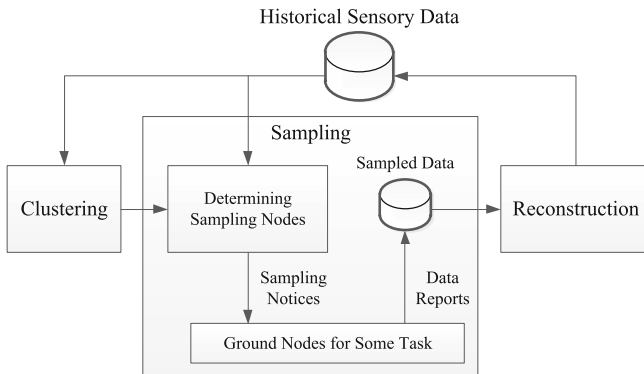 Historical Sensory Data
Sampling
Sampled Data
Clustering
Determining
Sampling Nodes
Reconstruction
Sampling
Notices
Data
Reports
Ground Nodes for Some Task